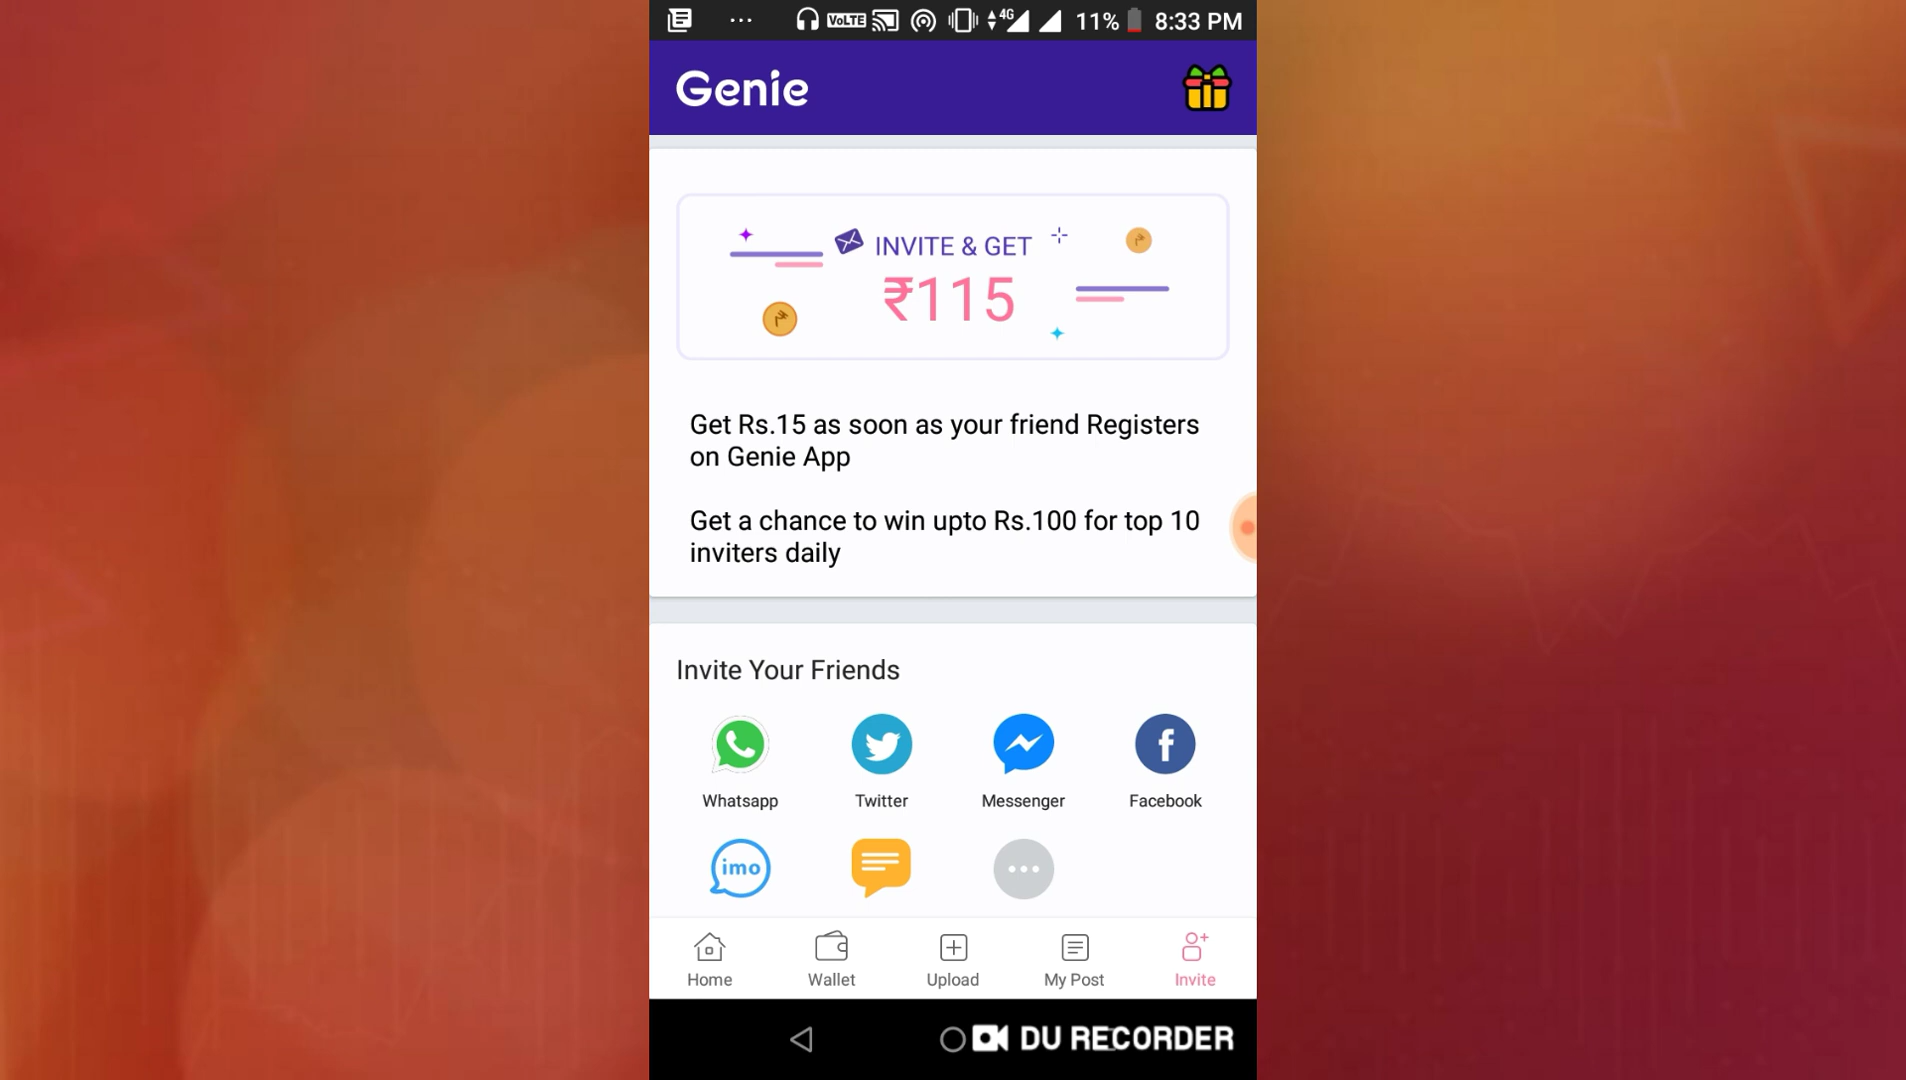 VoLTE 4G 11% 8:33 PM
Genie
INVITE & GET
₹115
Get Rs.15 as soon as your friend Registers
on Genie App
Get a chance to win upto Rs.100 for top 10
inviters daily
Invite Your Friends
Whatsapp Twitter Messenger Facebook
imo
Home Wallet Upload My Post Invite
DU RECORDER